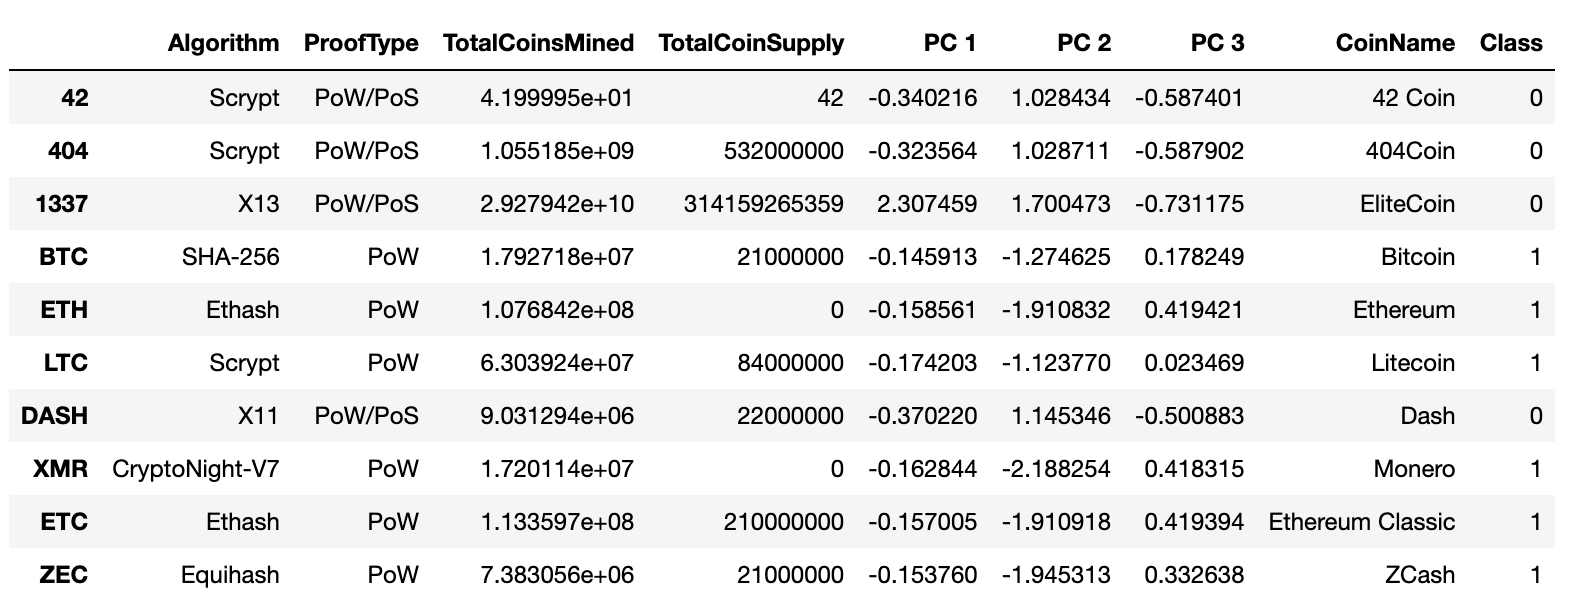 Algorithm ProofType TotalCoinsMined TotalCoinSupply PC 1 PC 2 PC 3 CoinName Class
42 Scrypt PoW/PoS 4.199995e+01 42 -0.340216 1.028434 -0.587401 42 Coin 0
404 Scrypt PoW/PoS 1.055185e+09 532000000 -0.323564 1.028711 -0.587902 404Coin 0
1337 X13 PoW/PoS 2.927942e+10 314159265359 2.307459 1.700473 -0.731175 EliteCoin 0
BTC SHA-256 PoW 1.792718e+07 21000000 -0.145913 -1.274625 0.178249 Bitcoin 1
ETH Ethash PoW 1.076842e+08 0 -0.158561 -1.910832 0.419421 Ethereum 1
LTC Scrypt PoW 6.303924e+07 84000000 -0.174203 -1.123770 0.023469 Litecoin 1
DASH X11 PoW/PoS 9.031294e+06 22000000 -0.370220 1.145346 -0.500883 Dash 0
XMR CryptoNight-V7 PoW 1.720114e+07 0 -0.162844 -2.188254 0.418315 Monero 1
ETC Ethash PoW 1.133597e+08 210000000 -0.157005 -1.910918 0.419394 Ethereum Classic 1
ZEC Equihash PoW 7.383056e+06 21000000 -0.153760 -1.945313 0.332638 ZCash 1